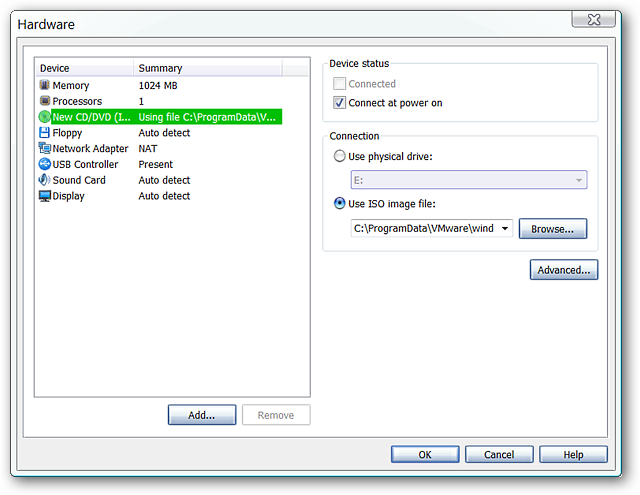 Hardware
Device Summary
Memory 1024 MB
Processors 1
New CD/DVD (I... Using file C:\ProgramData\V...
Floppy Auto detect
Network Adapter NAT
USB Controller Present
Sound Card Auto detect
Display Auto detect
Add... Remove
Device status
Connected
Connect at power on
Connection
Use physical drive:
E:
Use ISO image file:
C:\ProgramData\VMware\wind Browse...
Advanced...
OK Cancel Help